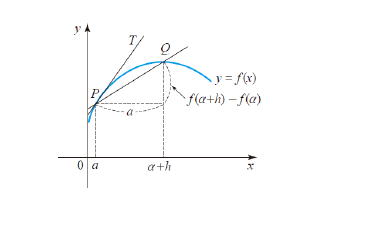 y
T
Q
y = f(x)
P
f(a+h) – f(a)
a
0
a
a+h
x